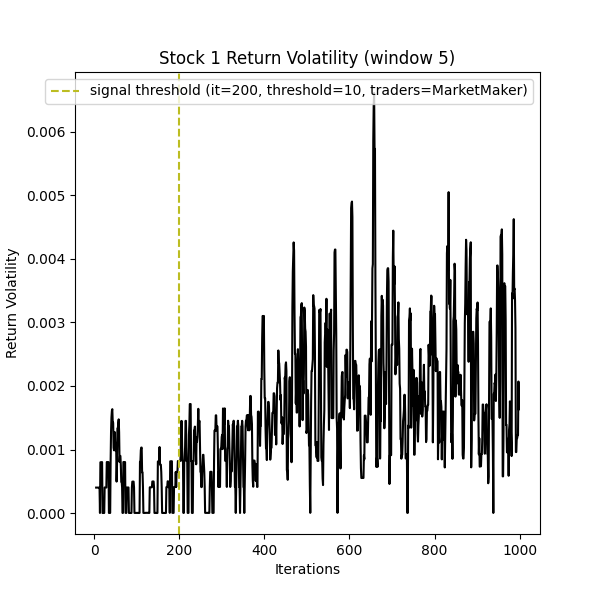 Stock 1 Return Volatility (window 5)
signal threshold (it=200, threshold=10, traders=MarketMaker)
0.006
0.005
0.004
0.003
0.002
0.001
0.000
Return Volatility
0 200 400 600 800 1000
Iterations